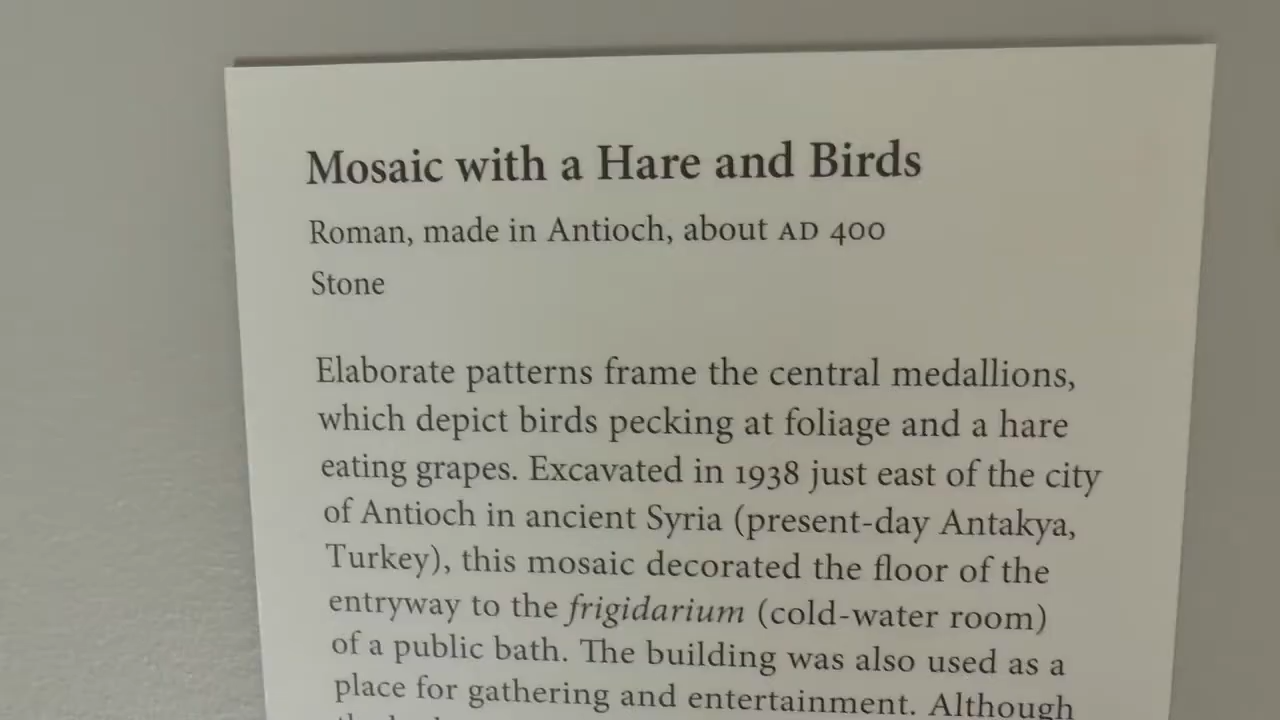 Mosaic with a Hare and Birds
Roman, made in Antioch, about AD 400
Stone
Elaborate patterns frame the central medallions,
which depict birds pecking at foliage and a hare
eating grapes. Excavated in 1938 just east of the city
of Antioch in ancient Syria (present-day Antakya,
Turkey), this mosaic decorated the floor of the
entryway to the frigidarium (cold-water room)
of a public bath. The building was also used as a
place for gathering and entertainment. Although